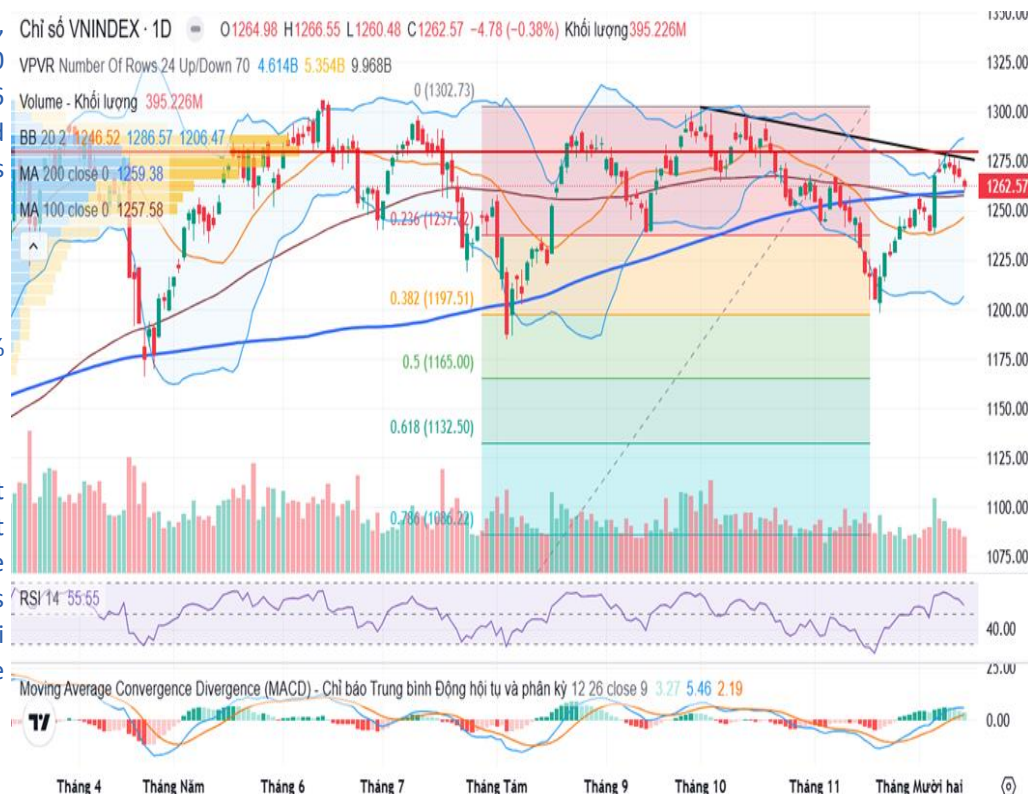 Chỉ số VNINDEX · 1D O1264.98 H1266.55 L1260.48 C1262.57 −4.78 (−0.38%) Khối lượng395.226M
VPVR Number Of Rows 24 Up/Down 70 4.614B 5.354B 9.968B
Volume - Khối lượng 395.226M
BB 20 2 1246.52 1286.57 1206.47
MA 200 close 0 1259.38
MA 100 close 0 1257.58
0 (1302.73)
0.382 (1197.51)
0.5 (1165.00)
0.618 (1132.50)
0.786 (1086.22)
1350.00
1325.00
1300.00
1275.00
1262.57
1250.00
1225.00
1200.00
1175.00
1150.00
1125.00
1100.00
1075.00
RSI 14 55.55
40.00
25.00
Moving Average Convergence Divergence (MACD) - Chỉ báo Trung bình Động hội tụ và phân kỳ 12 26 close 9 3.27 5.46 2.19
0.00
Tháng 4 Tháng Năm Tháng 6 Tháng 7 Tháng Tám Tháng 9 Tháng 10 Tháng 11 Tháng Mười hai